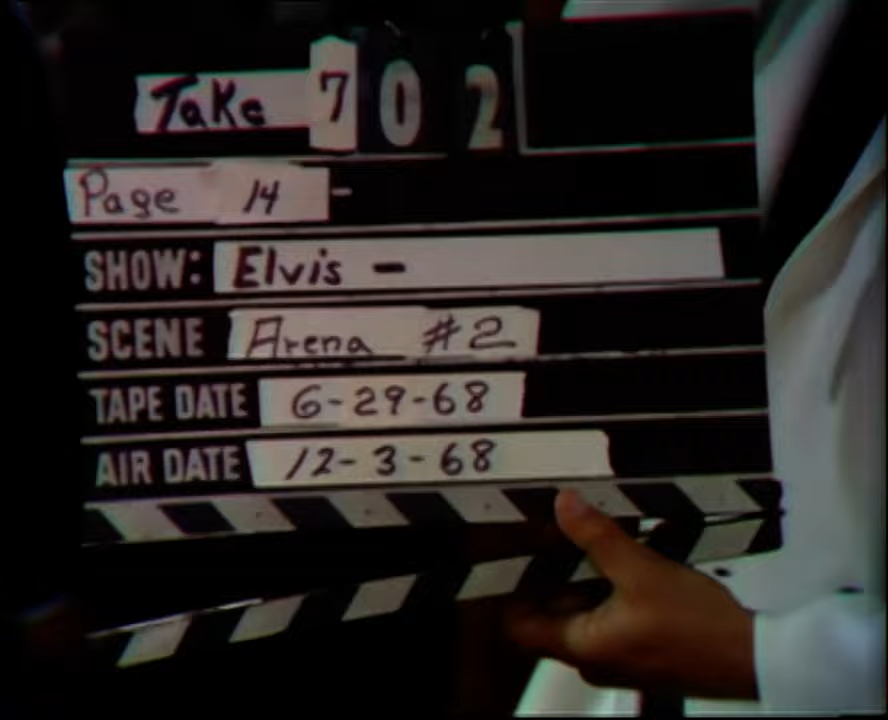 Take 702
Page 14 -
SHOW: Elvis -
SCENE Arena #2
TAPE DATE 6-29-68
AIR DATE 12-3-68